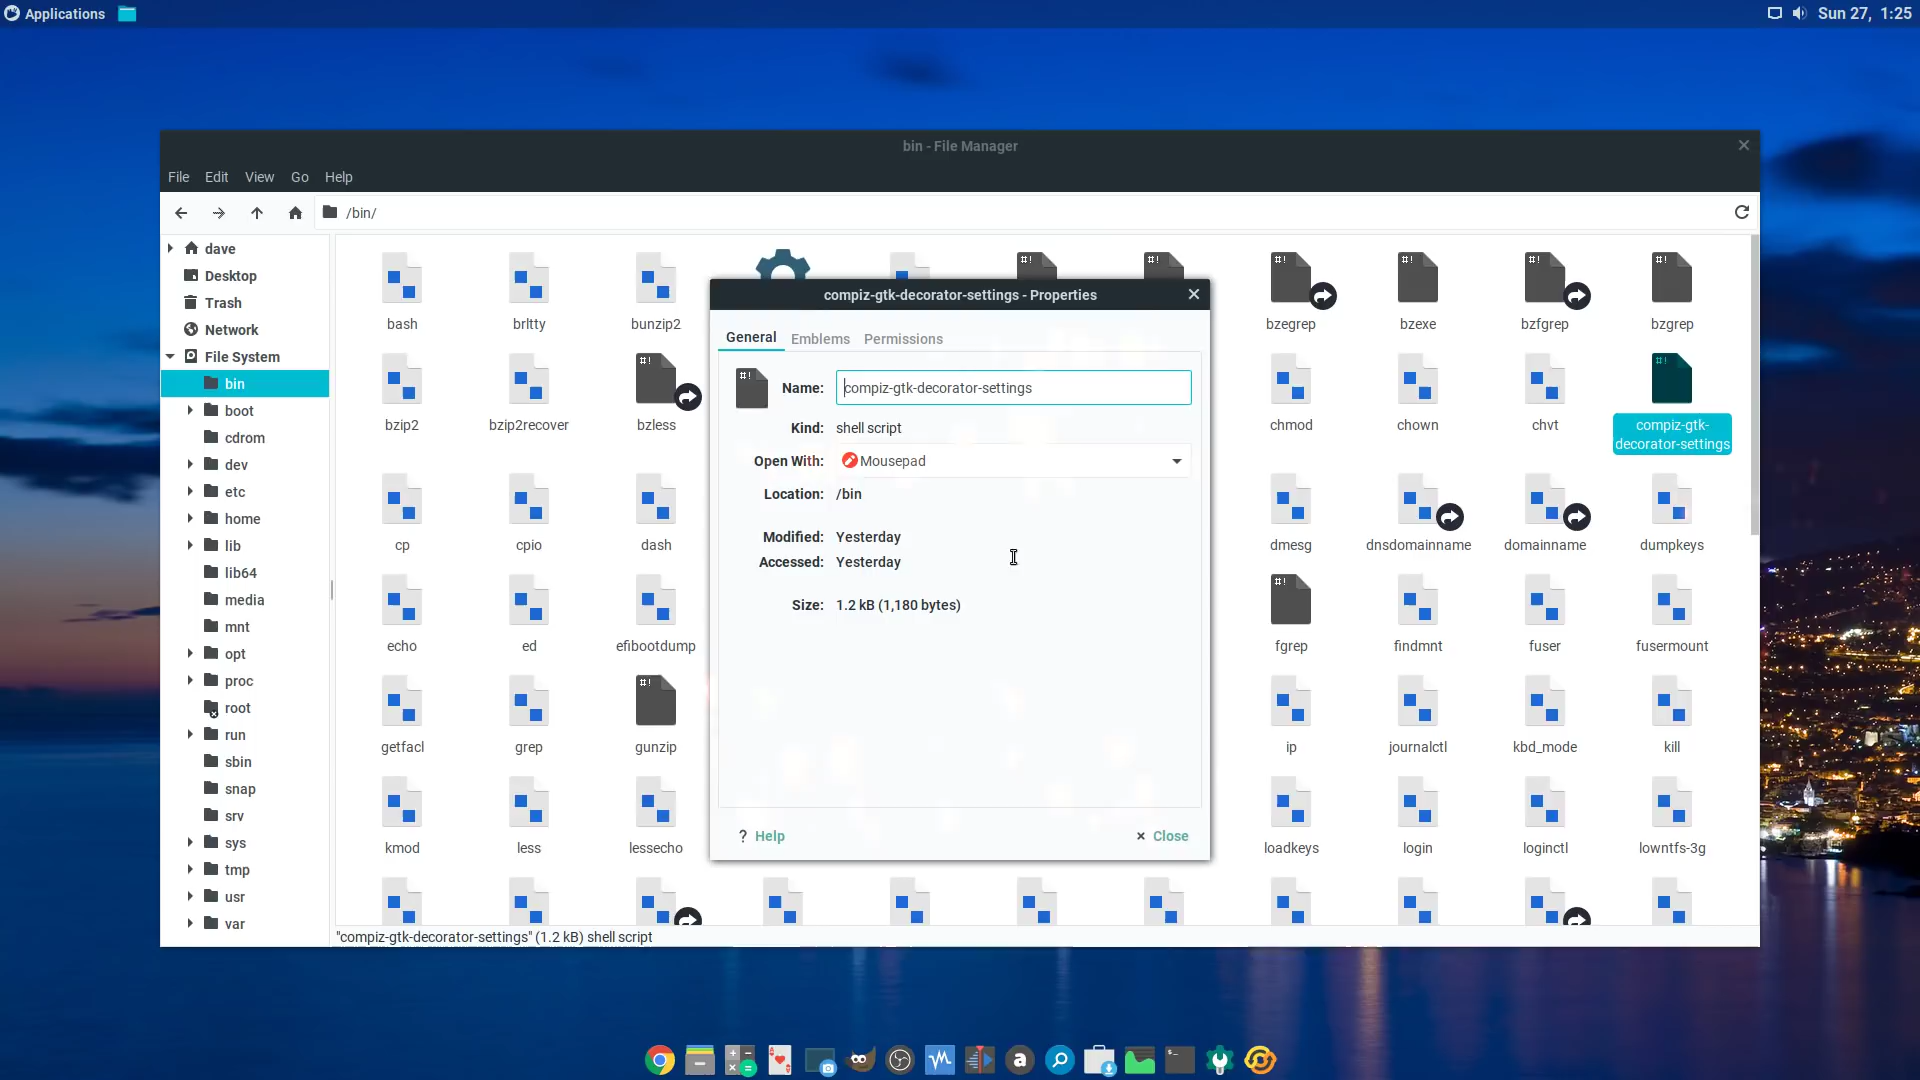 Applications
Sun 27, 1:25
bin - File Manager
File Edit View Go Help
/bin/
dave
Desktop
Trash
Network
File System
bin
boot
cdrom
dev
etc
home
lib
lib64
media
mnt
opt
proc
root
run
sbin
snap
srv
sys
tmp
usr
var
bash brltty bunzip2 bzegrep bzexe bzfgrep bzgrep
bzip2 bzip2recover bzless chmod chown chvt compiz-gtk-
decorator-settings
cp cpio dash dmesg dnsdomainname domainname dumpkeys
echo ed efibootdump fgrep findmnt fuser fusermount
getfacl grep gunzip ip journalctl kbd_mode kill
kmod less lessecho loadkeys login loginctl lowntfs-3g
"compiz-gtk-decorator-settings" (1.2 kB) shell script
compiz-gtk-decorator-settings - Properties
General Emblems Permissions
Name: compiz-gtk-decorator-settings
Kind: shell script
Open With: Mousepad
Location: /bin
Modified: Yesterday
Accessed: Yesterday
Size: 1.2 kB (1,180 bytes)
? Help
× Close